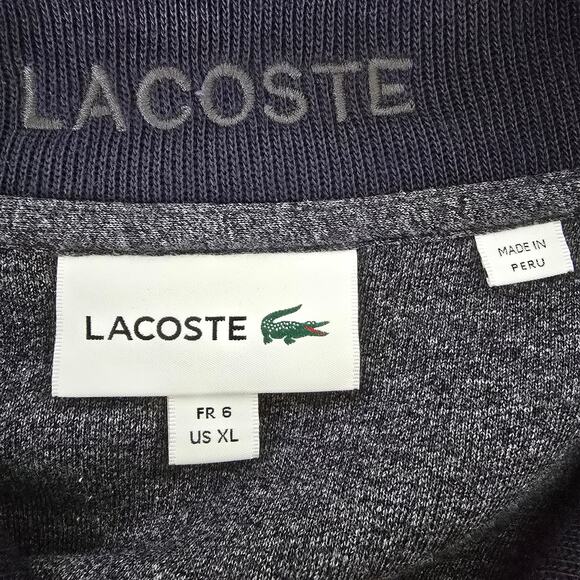 LACOSTE
MADE IN
PERU
LACOSTE
FR 6
US XL